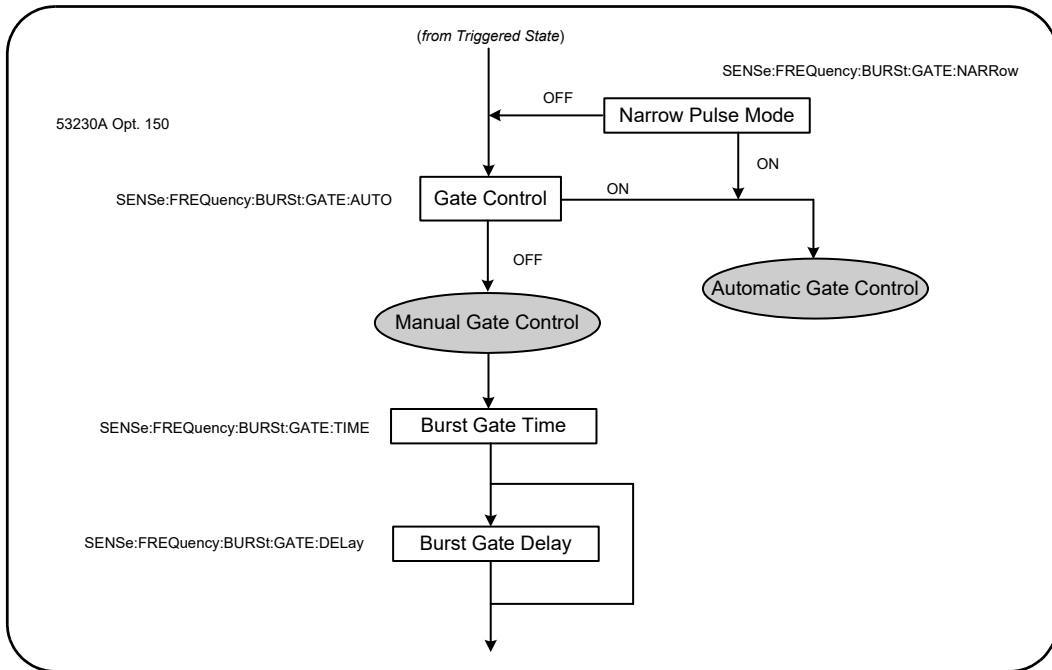 (from Triggered State)
SENSe:FREQuency:BURSt:GATE:NARRow
OFF
Narrow Pulse Mode
53230A Opt. 150
ON
SENSe:FREQuency:BURSt:GATE:AUTO
Gate Control
ON
OFF
Automatic Gate Control
Manual Gate Control
SENSe:FREQuency:BURSt:GATE:TIME
Burst Gate Time
SENSe:FREQuency:BURSt:GATE:DELay
Burst Gate Delay